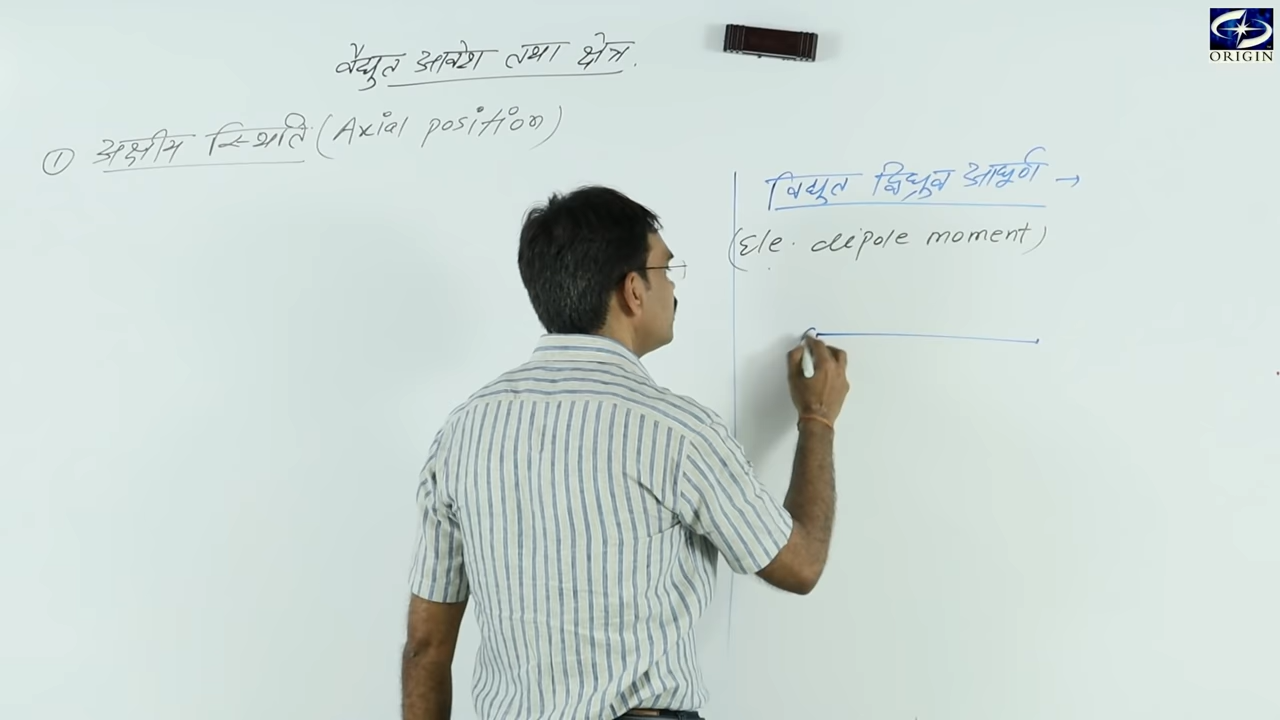 वैद्युत आवेश तथा क्षेत्र.
① अक्षीय स्थिति (Axial position)
विद्युत द्विध्रुव आघूर्ण →
(Ele. dipole moment)
ORIGIN